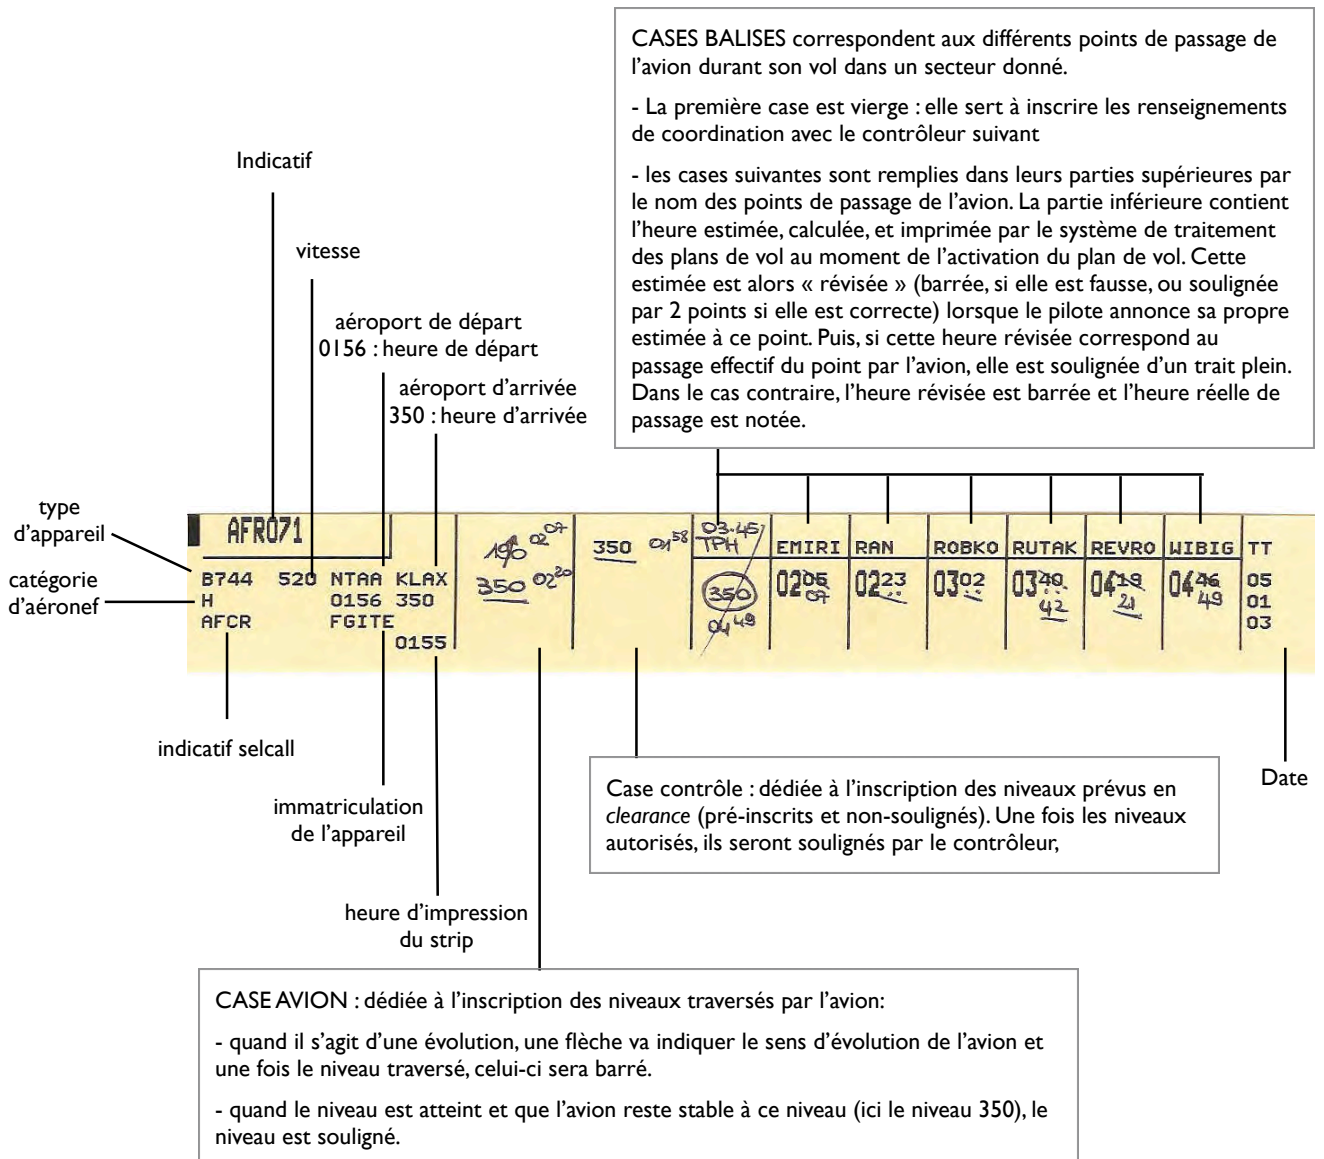 CASES BALISES correspondent aux différents points de passage de
l’avion durant son vol dans un secteur donné.
- La première case est vierge : elle sert à inscrire les renseignements
de coordination avec le contrôleur suivant
- les cases suivantes sont remplies dans leurs parties supérieures par
le nom des points de passage de l’avion. La partie inférieure contient
l’heure estimée, calculée, et imprimée par le système de traitement
des plans de vol au moment de l’activation du plan de vol. Cette
estimée est alors « révisée » (barrée, si elle est fausse, ou soulignée
par 2 points si elle est correcte) lorsque le pilote annonce sa propre
estimée à ce point. Puis, si cette heure révisée correspond au
passage effectif du point par l’avion, elle est soulignée d’un trait plein.
Dans le cas contraire, l’heure révisée est barrée et l’heure réelle de
passage est notée.
Indicatif
vitesse
aéroport de départ
0156 : heure de départ
aéroport d’arrivée
350 : heure d’arrivée
type
d’appareil
catégorie
d’aéronef
AFR071
B744 520 NTAA KLAX
H 0156 350
AFCR FGITE
0155
196 02 07
350 02 20
350 01 58
03.45
TPH
350
04 49
EMIRI RAN ROBKO RUTAK REVRO WIBIG TT
0205 0223 0302 0340 0419 0446 05
07 42 21 49 01
03
indicatif selcall
immatriculation
de l’appareil
heure d’impression
du strip
Case contrôle : dédiée à l’inscription des niveaux prévus en
clearance (pré-inscrits et non-soulignés). Une fois les niveaux
autorisés, ils seront soulignés par le contrôleur,
Date
CASE AVION : dédiée à l’inscription des niveaux traversés par l’avion:
- quand il s’agit d’une évolution, une flèche va indiquer le sens d’évolution de l’avion et
une fois le niveau traversé, celui-ci sera barré.
- quand le niveau est atteint et que l’avion reste stable à ce niveau (ici le niveau 350), le
niveau est souligné.